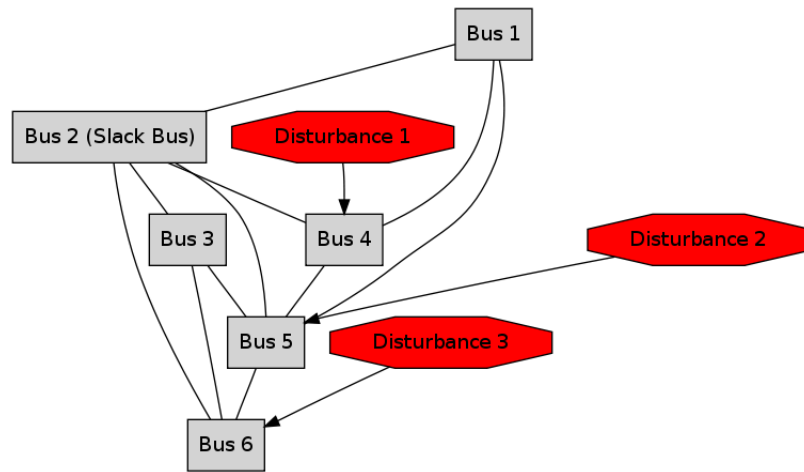 Bus 1
Bus 2 (Slack Bus)
Disturbance 1
Bus 3
Bus 4
Disturbance 2
Bus 5
Disturbance 3
Bus 6